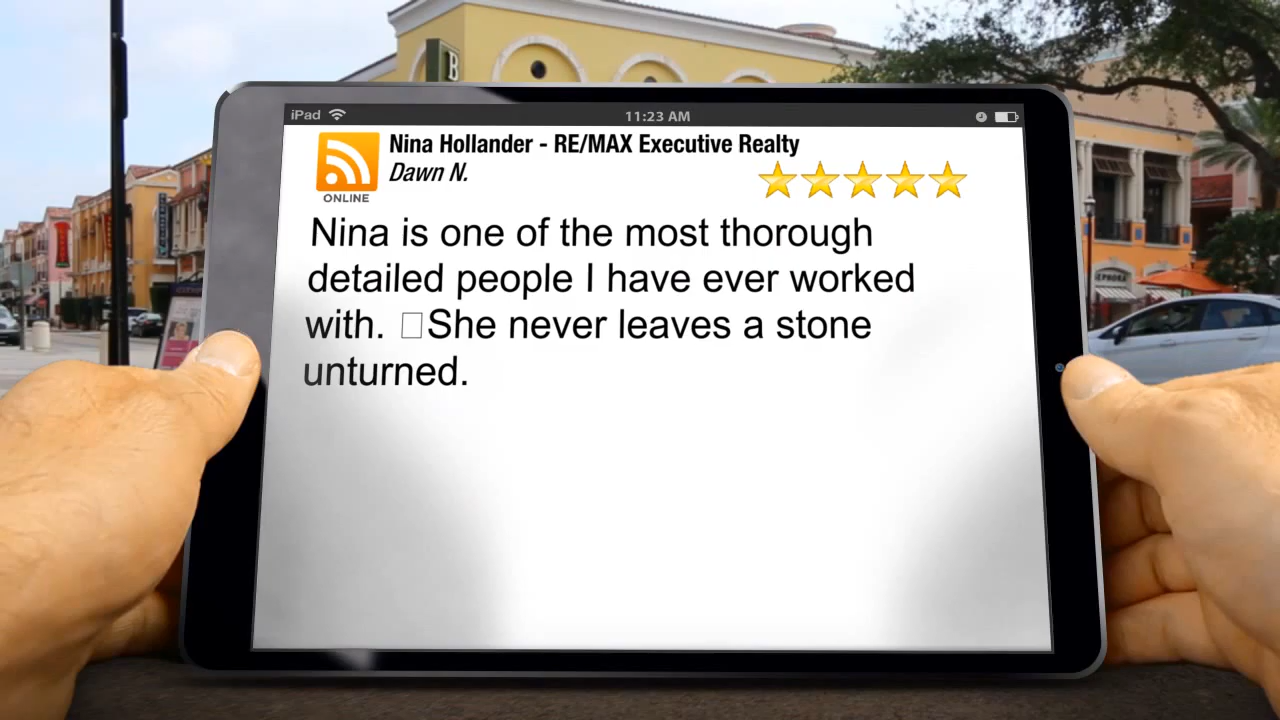 iPad 11:23 AM
Nina Hollander - RE/MAX Executive Realty
Dawn N.
ONLINE
Nina is one of the most thorough
detailed people I have ever worked
with. □She never leaves a stone
unturned.
B
SEPHORA